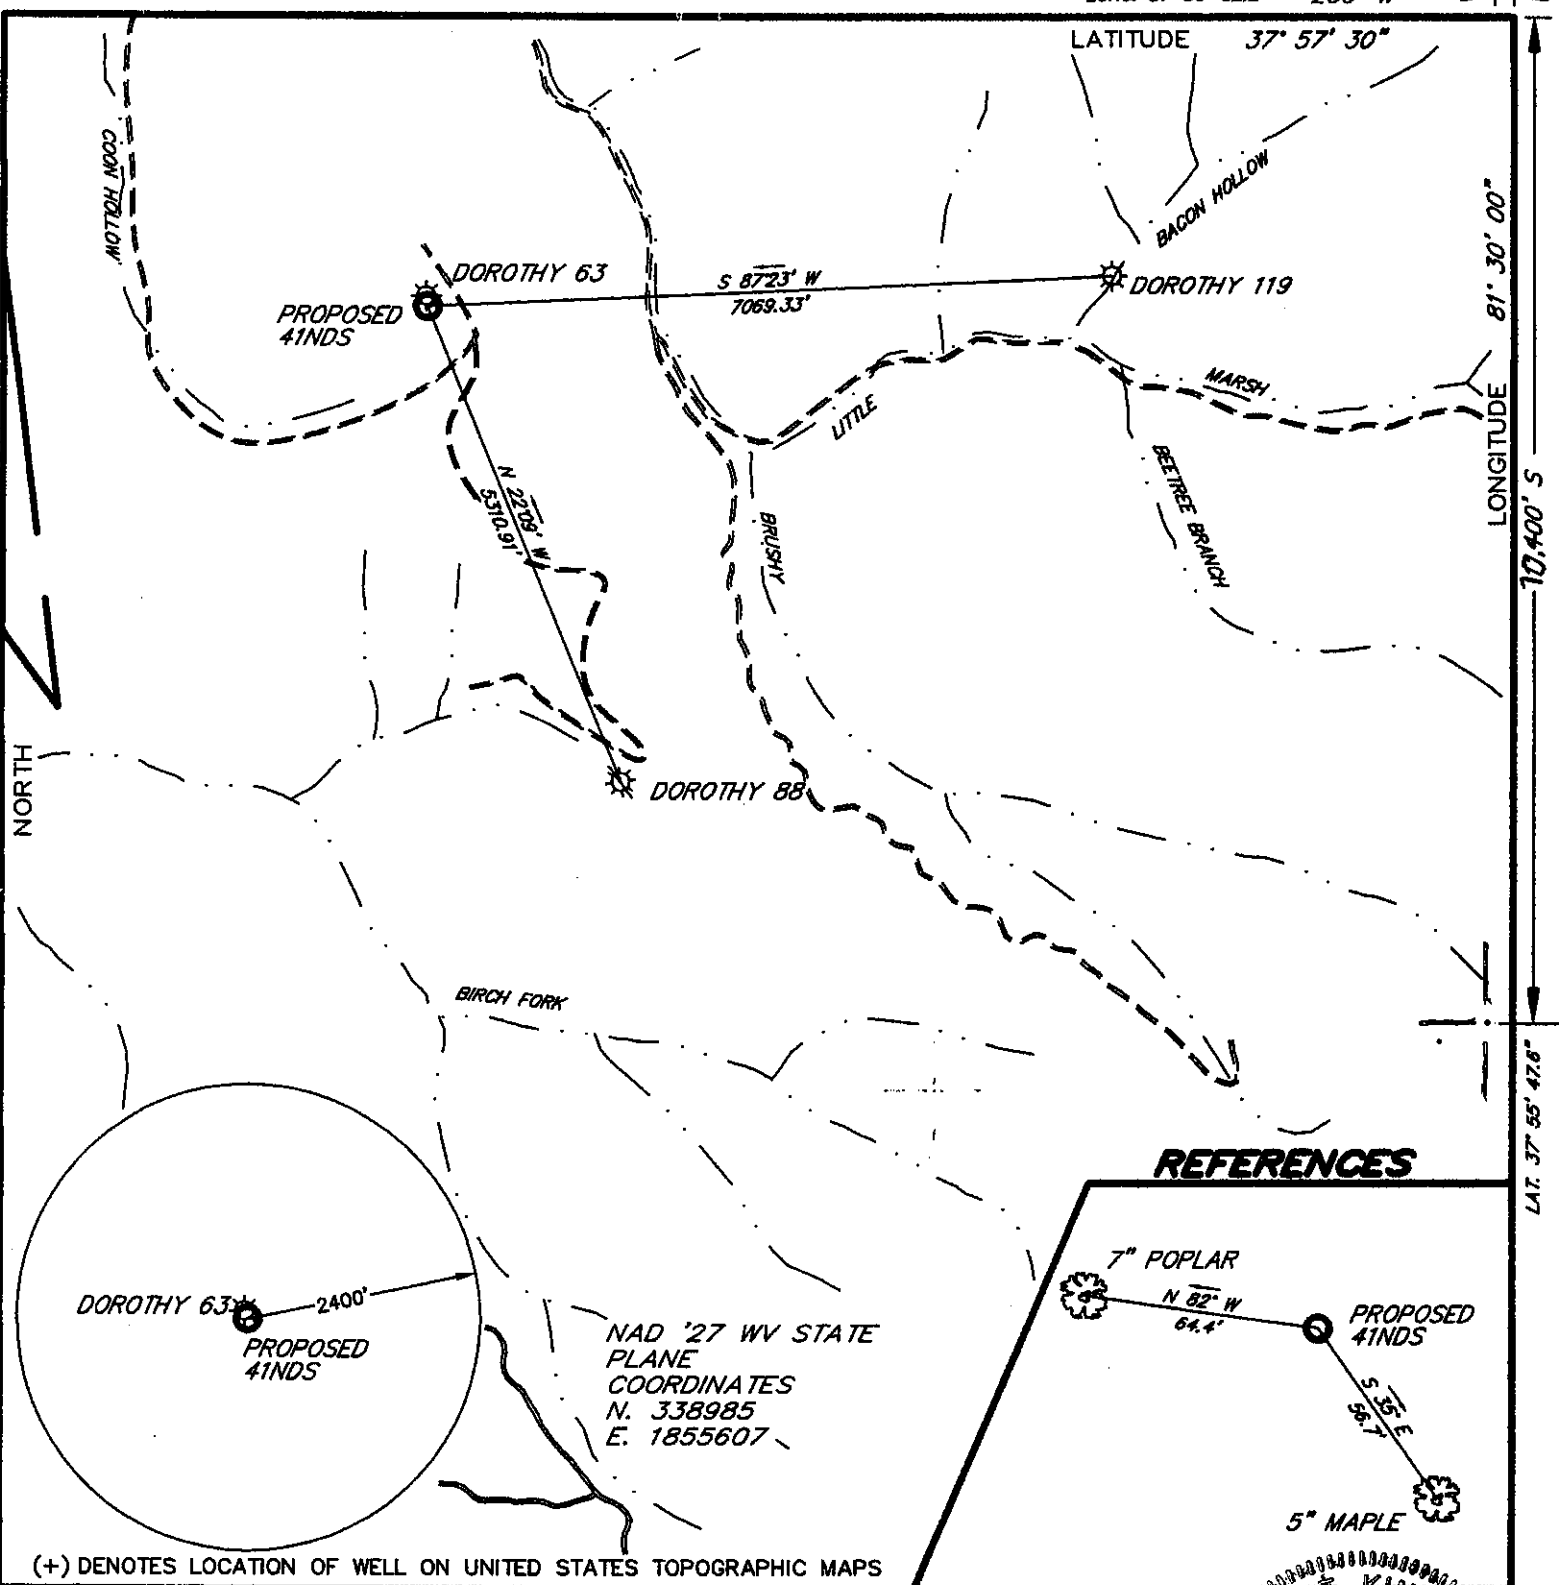 LATITUDE 37° 57' 30"
COON HOLLOW
BACON HOLLOW
LONGITUDE 81° 30' 00"
DOROTHY 63
S 87°23' W
7069.33'
DOROTHY 119
PROPOSED
41NDS
MARSH
LITTLE
10,400' S
N 22°09' W
5310.91'
BRUSHY
BEETREE BRANCH
NORTH
DOROTHY 88
BIRCH FORK
LAT. 37° 55' 47.6"
REFERENCES
7" POPLAR
N 82° W
64.4'
PROPOSED
41NDS
S 35° E
56.7'
5" MAPLE
DOROTHY 63
2400'
PROPOSED
41NDS
NAD '27 WV STATE
PLANE
COORDINATES
N. 338985
E. 1855607
(+) DENOTES LOCATION OF WELL ON UNITED STATES TOPOGRAPHIC MAPS